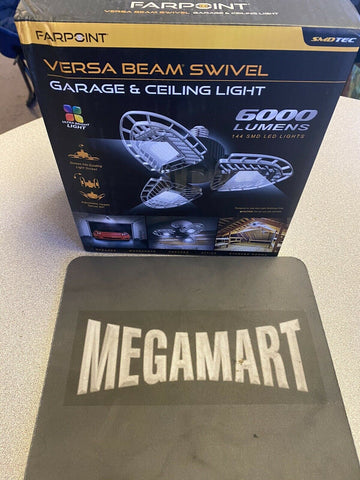 FARPOINT
VERSA BEAM SWIVEL GARAGE & CEILING LIGHT
FARPOINT
SMDTEC
VERSA BEAM® SWIVEL
GARAGE & CEILING LIGHT
6000
LUMENS
144 SMD LED LIGHTS
LIGHT
MEGAMART